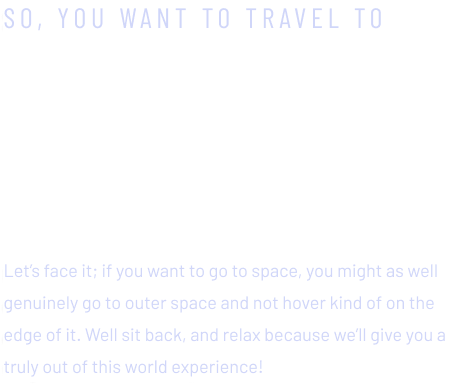 SO, YOU WANT TO TRAVEL TO
Let’s face it; if you want to go to space, you might as well
genuinely go to outer space and not hover kind of on the
edge of it. Well sit back, and relax because we’ll give you a
truly out of this world experience!